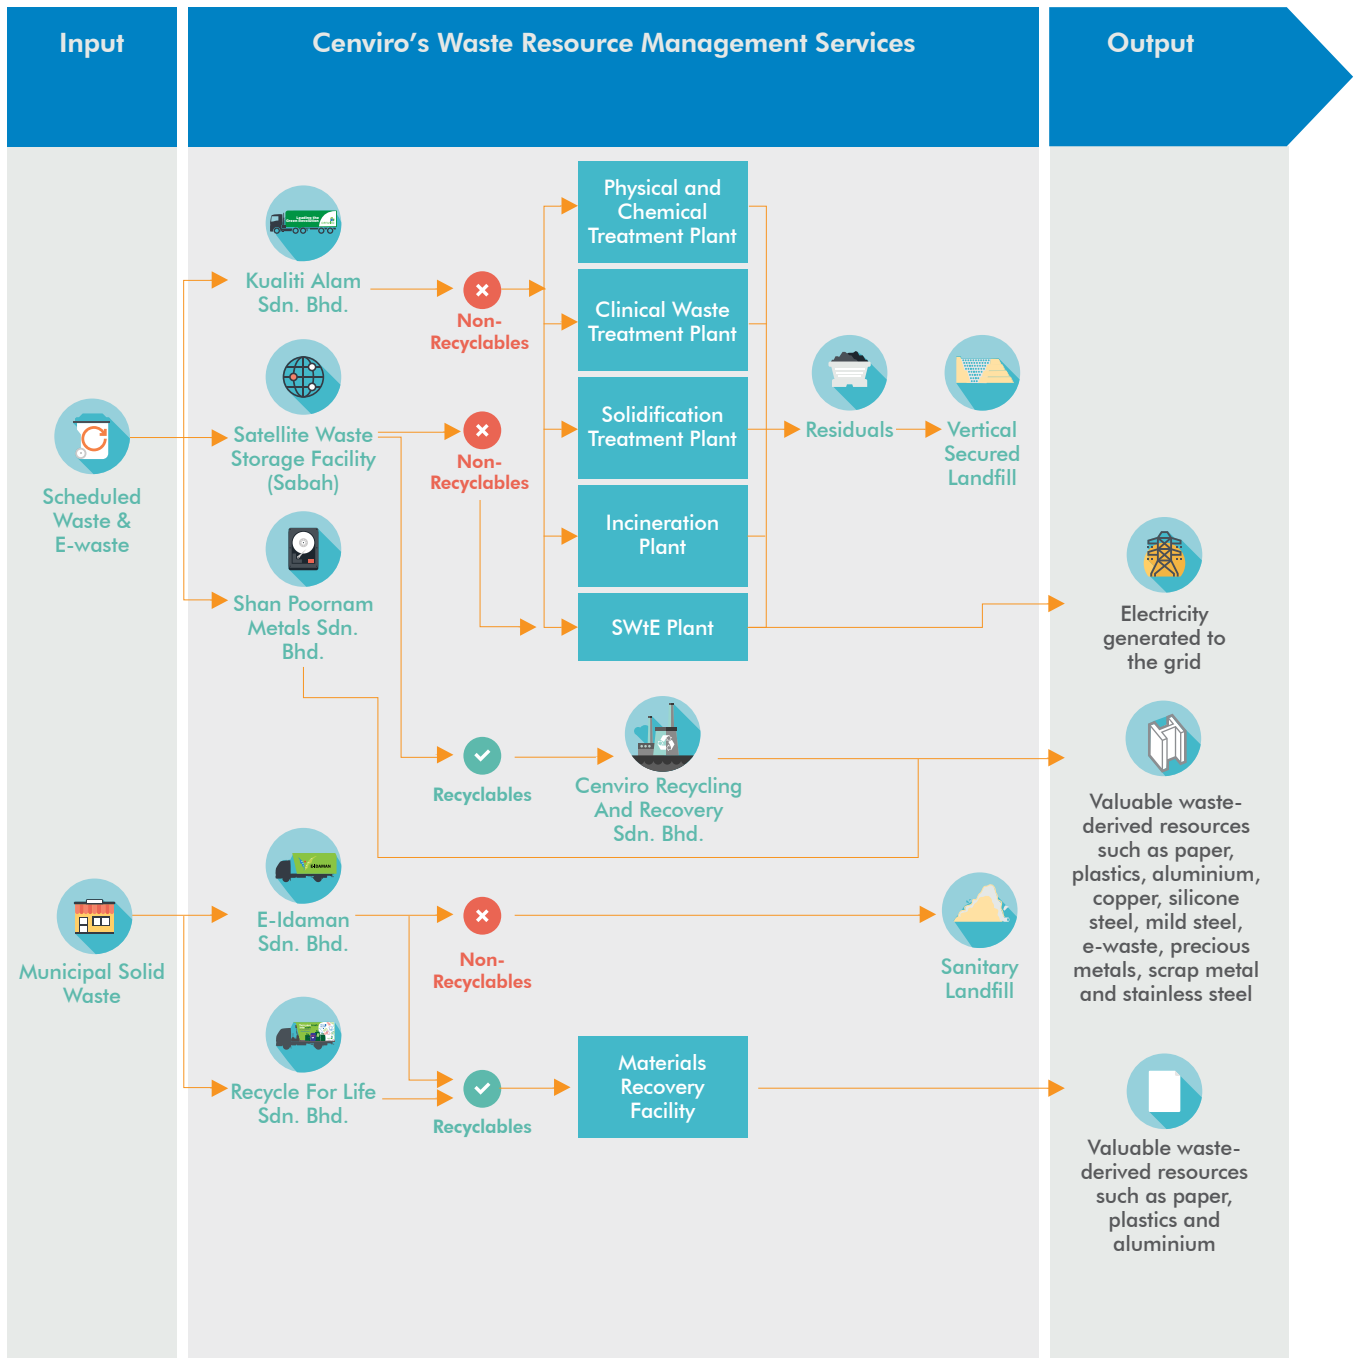 Input
Cenviro's Waste Resource Management Services
Output
Kualiti Alam
Sdn. Bhd.
Non-
Recyclables
Physical and
Chemical
Treatment Plant
Clinical Waste
Treatment Plant
Solidification
Treatment Plant
Incineration
Plant
SWtE Plant
Residuals
Vertical
Secured
Landfill
Scheduled
Waste &
E-waste
Satellite Waste
Storage Facility
(Sabah)
Non-
Recyclables
Shan Poornam
Metals Sdn.
Bhd.
Electricity
generated to
the grid
Recyclables
Cenviro Recycling
And Recovery
Sdn. Bhd.
Valuable waste-
derived resources
such as paper,
plastics, aluminium,
copper, silicone
steel, mild steel,
e-waste, precious
metals, scrap metal
and stainless steel
Municipal Solid
Waste
E-Idaman
Sdn. Bhd.
Non-
Recyclables
Sanitary
Landfill
Recycle For Life
Sdn. Bhd.
Recyclables
Materials
Recovery
Facility
Valuable waste-
derived resources
such as paper,
plastics and
aluminium